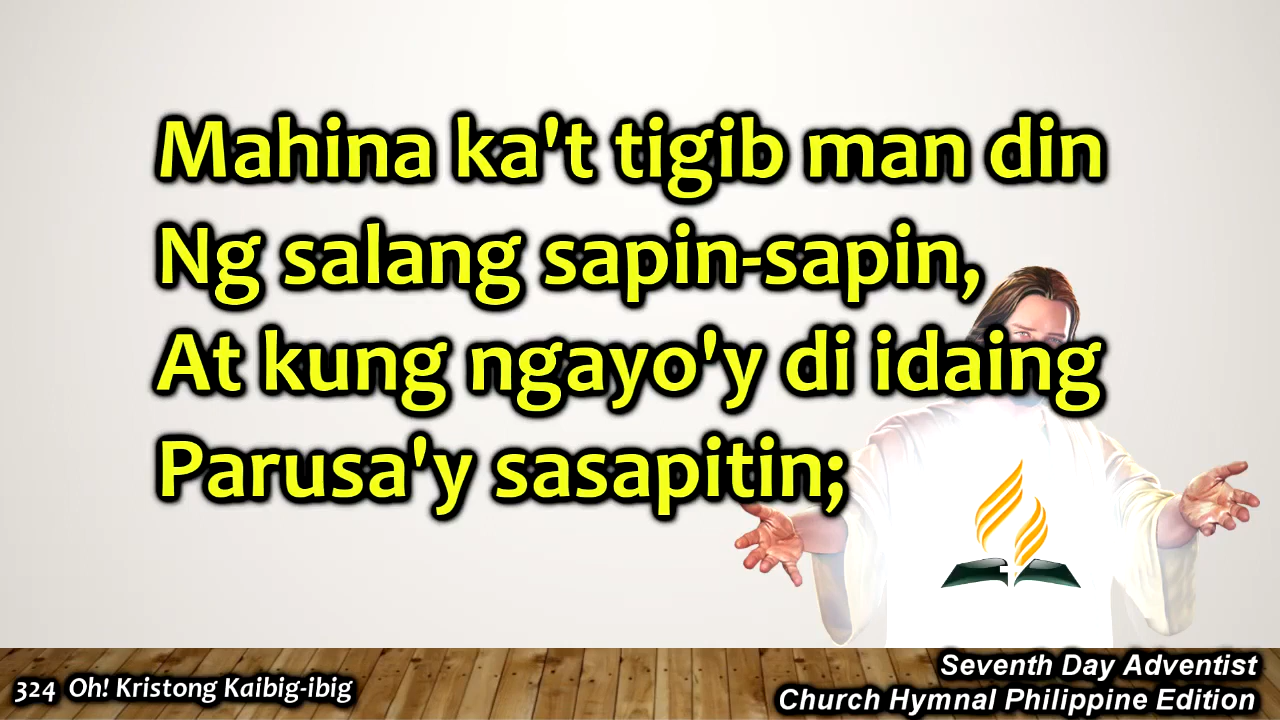 Mahina ka't tigib man din
Ng salang sapin-sapin,
At kung ngayo'y di idaing
Parusa'y sasapitin;
324 Oh! Kristong Kaibig-ibig
Seventh Day Adventist
Church Hymnal Philippine Edition